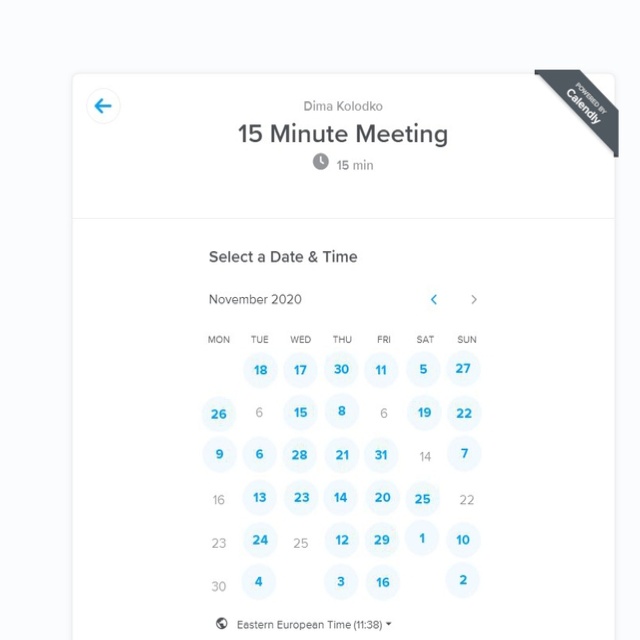 POWERED BY
Calendly
Dima Kolodko
15 Minute Meeting
15 min
Select a Date & Time
November 2020
MON TUE WED THU FRI SAT SUN
18 17 30 11 5 27
26 6 15 8 6 19 22
9 6 28 21 31 14 7
16 13 23 14 20 25 22
23 24 25 12 29 1 10
30 4 3 16 2
Eastern European Time (11:38)